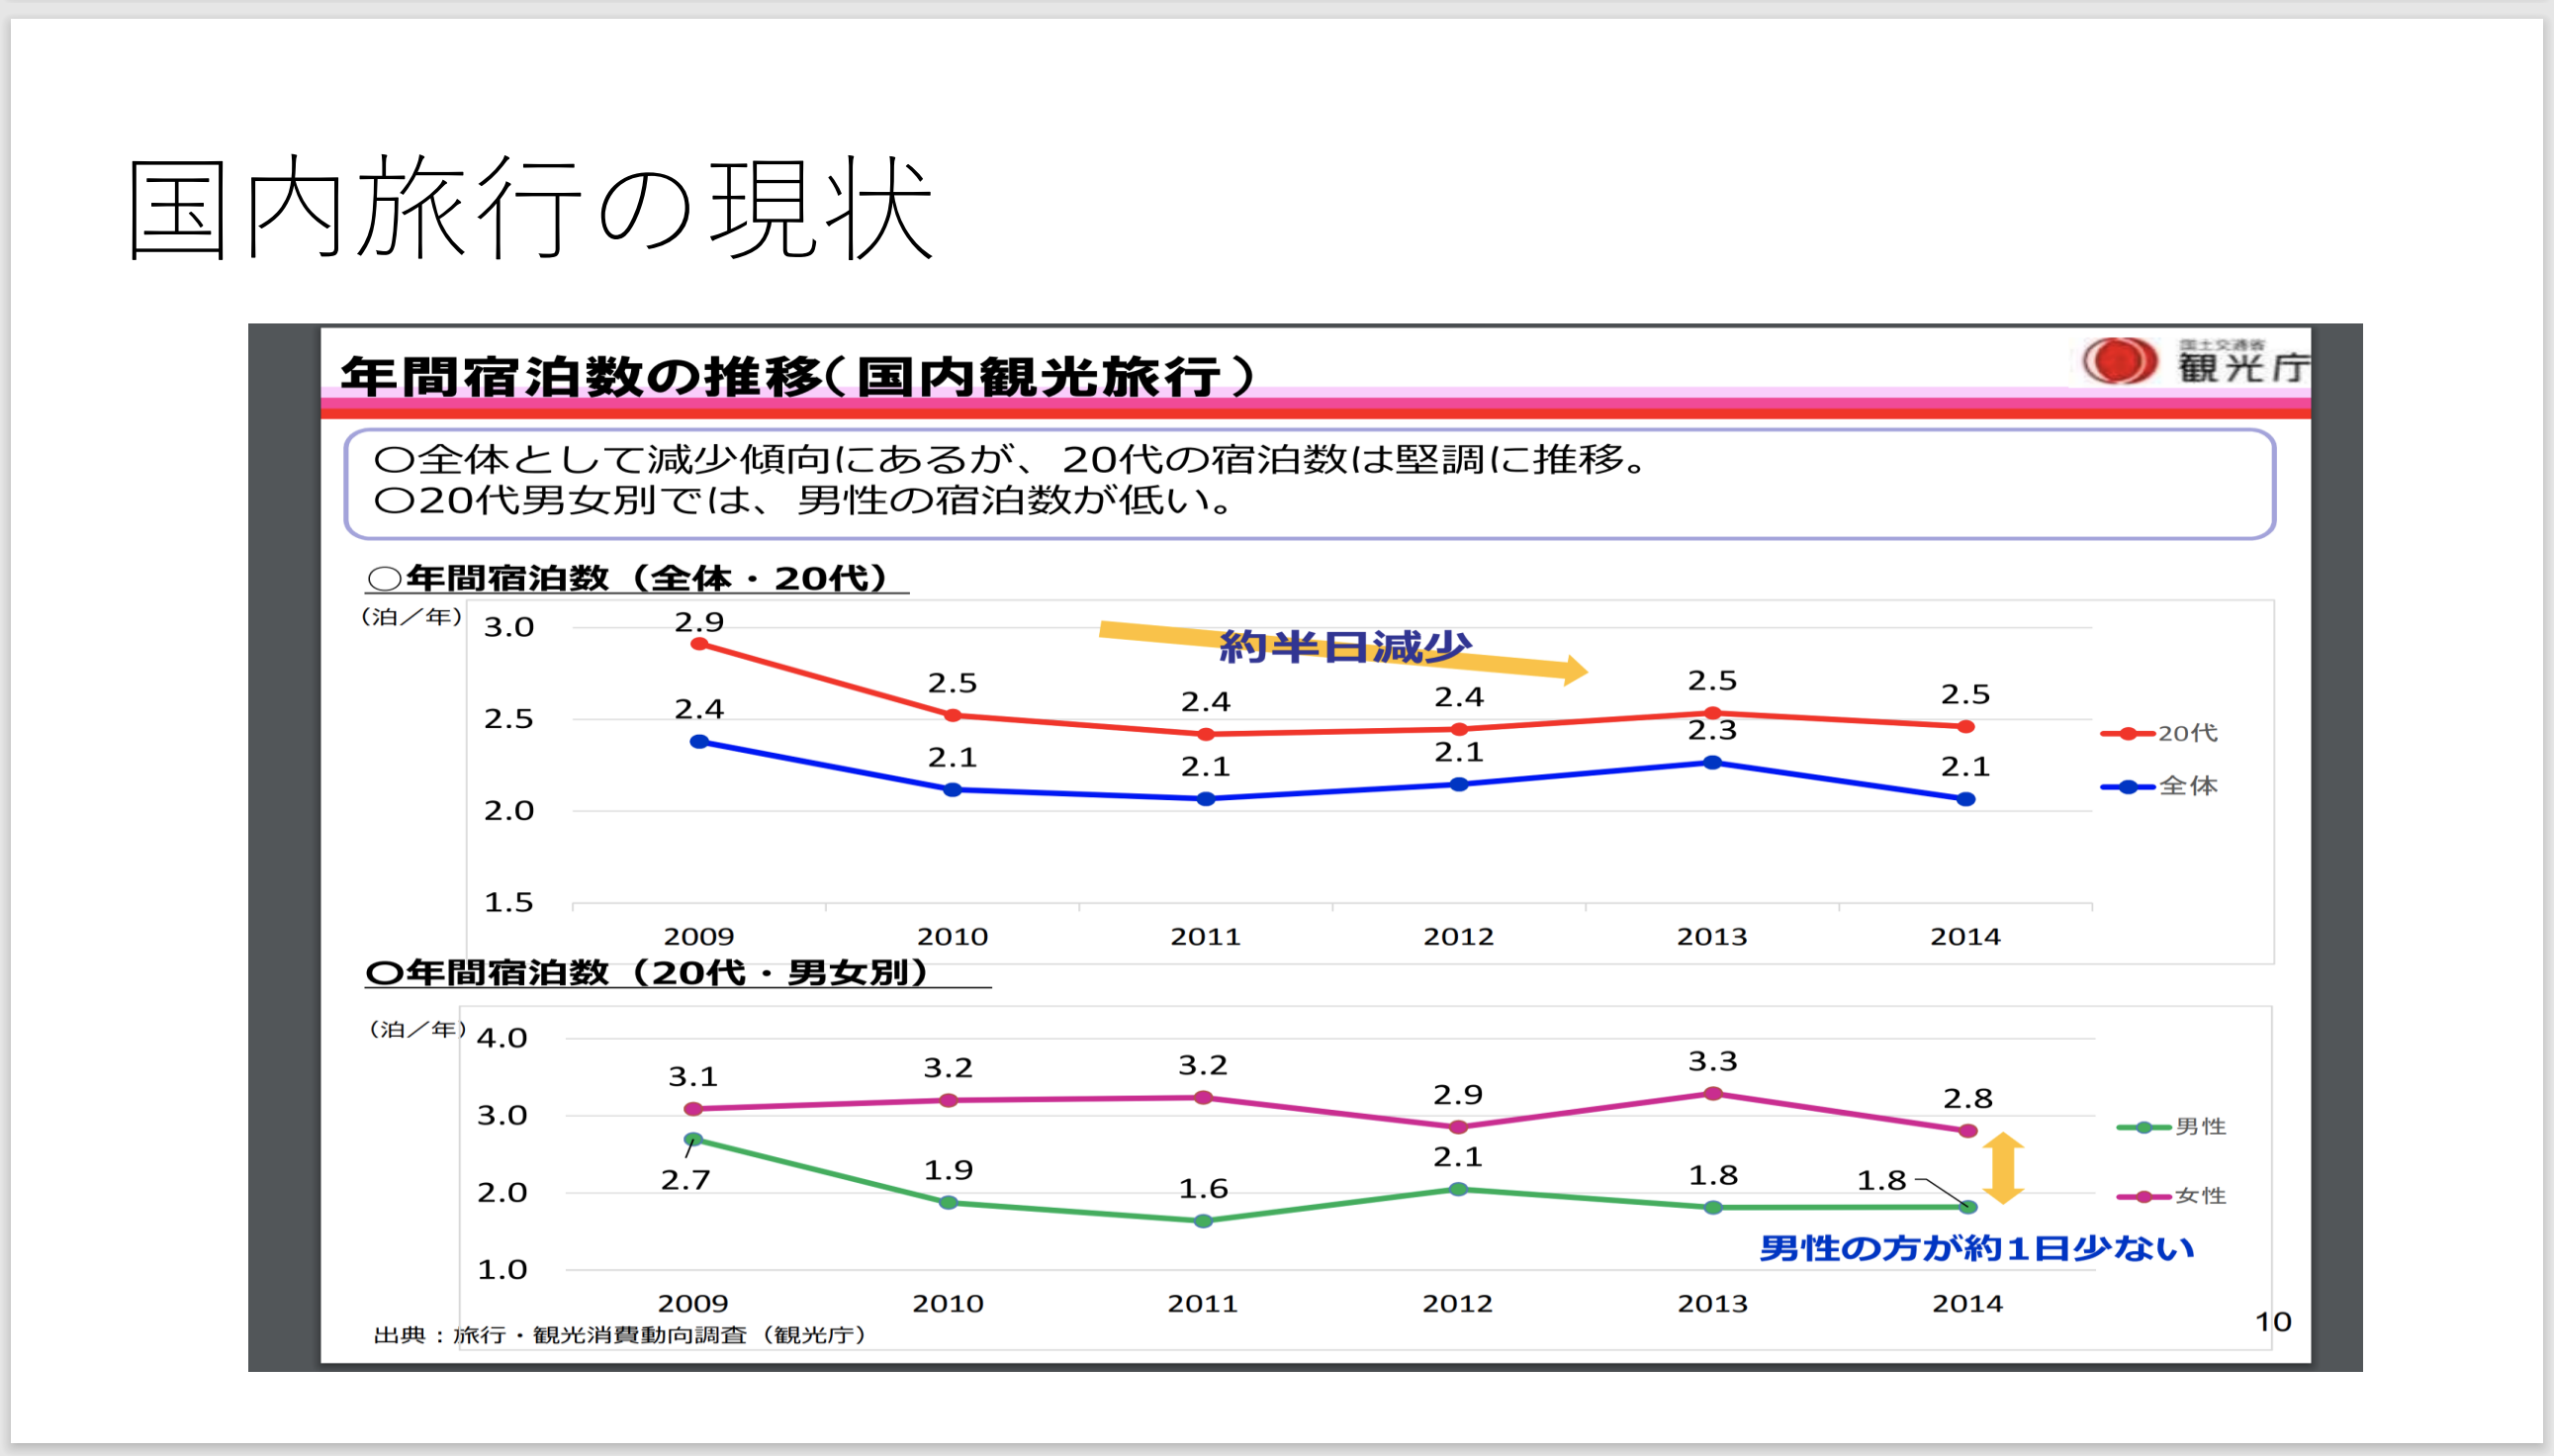 国内旅行の現状
年間宿泊数の推移(国内観光旅行)
国土交通省
観光庁
○全体として減少傾向にあるが、20代の宿泊数は堅調に推移。
○20代男女別では、男性の宿泊数が低い。
○年間宿泊数（全体・20代）
（泊／年）
3.0
2.5
2.0
1.5
約半日減少
2.9
2.5
2.4
2.4
2.5
2.5
2.4
2.1
2.1
2.1
2.3
2.1
20代
全体
2009 2010 2011 2012 2013 2014
○年間宿泊数（20代・男女別）
（泊／年）
4.0
3.0
2.0
1.0
3.1
3.2
3.2
2.9
3.3
2.8
2.7
1.9
1.6
2.1
1.8
1.8
男性
女性
男性の方が約1日少ない
2009 2010 2011 2012 2013 2014
出典：旅行・観光消費動向調査（観光庁）
10